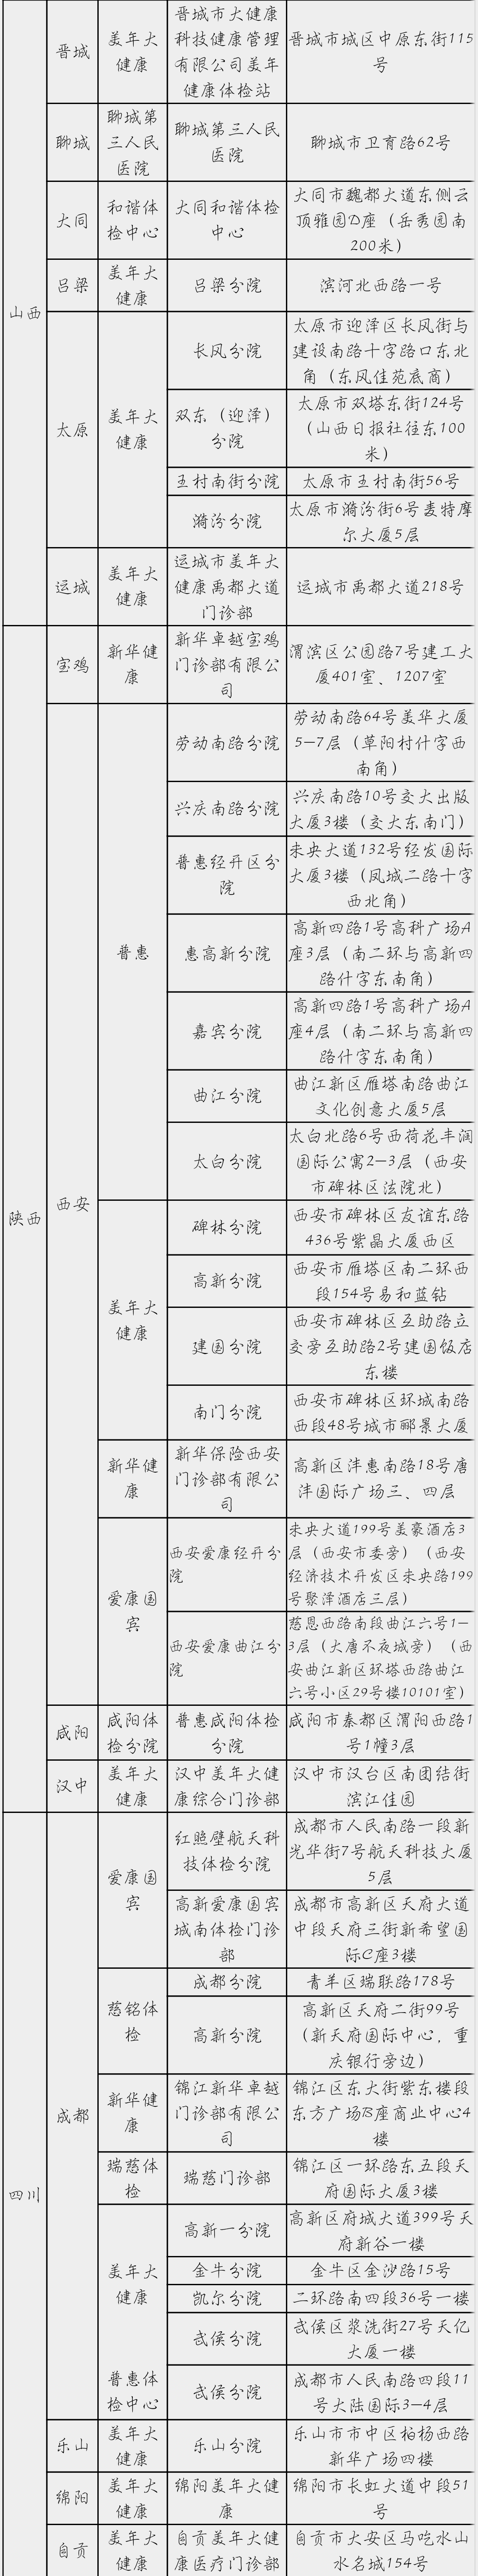 山西
晋城
美年大
健康
晋城市大健康
科技健康管理
有限公司美年
健康体检站
晋城市城区中原东街115
号
聊城
聊城第
三人民
医院
聊城第三人民
医院
聊城市卫育路62号
大同
和谐体
检中心
大同和谐体检
中心
大同市魏都大道东侧云
顶雅园D座（岳秀园南
200米）
吕梁
美年大
健康
吕梁分院
滨河北西路一号
太原
美年大
健康
长风分院
太原市迎泽区长风街与
建设南路十字路口东北
角（东风佳苑底商）
双东（迎泽）
分院
太原市双塔东街124号
（山西日报社往东100
米）
王村南街分院
太原市王村南街56号
漪汾分院
太原市漪汾街6号麦特摩
尔大厦5层
运城
美年大
健康
运城市美年大
健康禹都大道
门诊部
运城市禹都大道218号
陕西
宝鸡
新华健
康
新华卓越宝鸡
门诊部有限公
司
渭滨区公园路7号建工大
厦401室、1207室
西安
普惠
劳动南路分院
劳动南路64号美华大厦
5-7层（草阳村什字西
南角）
兴庆南路分院
兴庆南路10号交大出版
大厦3楼（交大东南门）
普惠经开区分
院
未央大道132号经发国际
大厦3楼（凤城二路十字
西北角）
惠高新分院
高新四路1号高科广场A
座3层（南二环与高新四
路什字东南角）
嘉宾分院
高新四路1号高科广场A
座4层（南二环与高新四
路什字东南角）
曲江分院
曲江新区雁塔南路曲江
文化创意大厦5层
太白分院
太白北路6号西荷花丰润
国际公寓2-3层（西安
市碑林区法院北）
美年大
健康
碑林分院
西安市碑林区友谊东路
436号紫晶大厦西区
高新分院
西安市雁塔区南二环西
段154号易和蓝钻
建国分院
西安市碑林区互助路立
交旁互助路2号建国饭店
东楼
南门分院
西安市碑林区环城南路
西段48号城市郦景大厦
新华健
康
新华保险西安
门诊部有限公
司
高新区沣惠南路18号唐
沣国际广场三、四层
爱康国
宾
西安爱康经开分
院
未央大道199号美豪酒店3
层（西安市委旁）（西安
经济技术开发区未央路199
号聚泽酒店三层）
西安爱康曲江分
院
慈恩西路南段曲江六号1-
3层（大唐不夜城旁）（西
安曲江新区环塔西路曲江
六号小区29号楼10101室）
咸阳
咸阳体
检分院
普惠咸阳体检
分院
咸阳市秦都区渭阳西路1
号1幢3层
汉中
美年大
健康
汉中美年大健
康综合门诊部
汉中市汉台区南团结街
滨江佳园
四川
成都
爱康国
宾
红照壁航天科
技体检分院
成都市人民南路一段新
光华街7号航天科技大厦
5层
高新爱康国宾
城南体检门诊
部
成都市高新区天府大道
中段天府三街新希望国
际C座3楼
慈铭体
检
成都分院
青羊区瑞联路178号
高新分院
高新区天府二街99号
（新天府国际中心，重
庆银行旁边）
新华健
康
锦江新华卓越
门诊部有限公
司
锦江区东大街紫东楼段
东方广场B座商业中心4
楼
瑞慈体
检
瑞慈门诊部
锦江区一环路东五段天
府国际大厦3楼
美年大
健康
高新一分院
高新区府城大道399号天
府新谷一楼
金牛分院
金牛区金沙路15号
凯尔分院
二环路南四段36号一楼
武侯分院
武侯区浆洗街27号天亿
大厦一楼
普惠体
检中心
武侯分院
成都市人民南路四段11
号大陆国际3-4层
乐山
美年大
健康
乐山分院
乐山市市中区柏杨西路
新华广场四楼
绵阳
美年大
健康
绵阳美年大健
康
绵阳市长虹大道中段51
号
自贡
美年大
健康
自贡美年大健
康医疗门诊部
自贡市大安区马吃水山
水名城154号